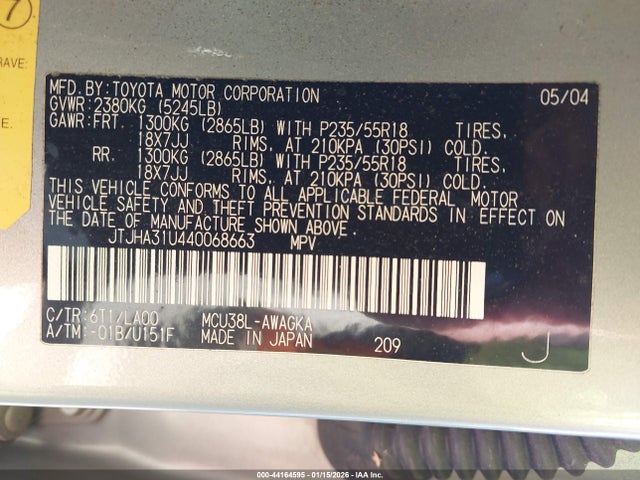 7
RAVE:
E.
MFD.BY:TOYOTA MOTOR CORPORATION 05/04
GVWR:2380KG (5245LB)
GAWR:FRT. 1300KG (2865LB) WITH P235/55R18 TIRES,
18X7JJ RIMS, AT 210KPA (30PSI) COLD.
RR. 1300KG (2865LB) WITH P235/55R18 TIRES,
18X7JJ RIMS, AT 210KPA (30PSI) COLD.
THIS VEHICLE CONFORMS TO ALL APPLICABLE FEDERAL MOTOR
VEHICLE SAFETY AND THEFT PREVENTION STANDARDS IN EFFECT ON
THE DATE OF MANUFACTURE SHOWN ABOVE.
JTJHA31U440068663 MPV
C/TR:6T1/LA00 MCU38L-AWAGKA
A/TM:-01B/U151F MADE IN JAPAN 209 J
000-44164595 - 01/15/2026 - IAA Inc.